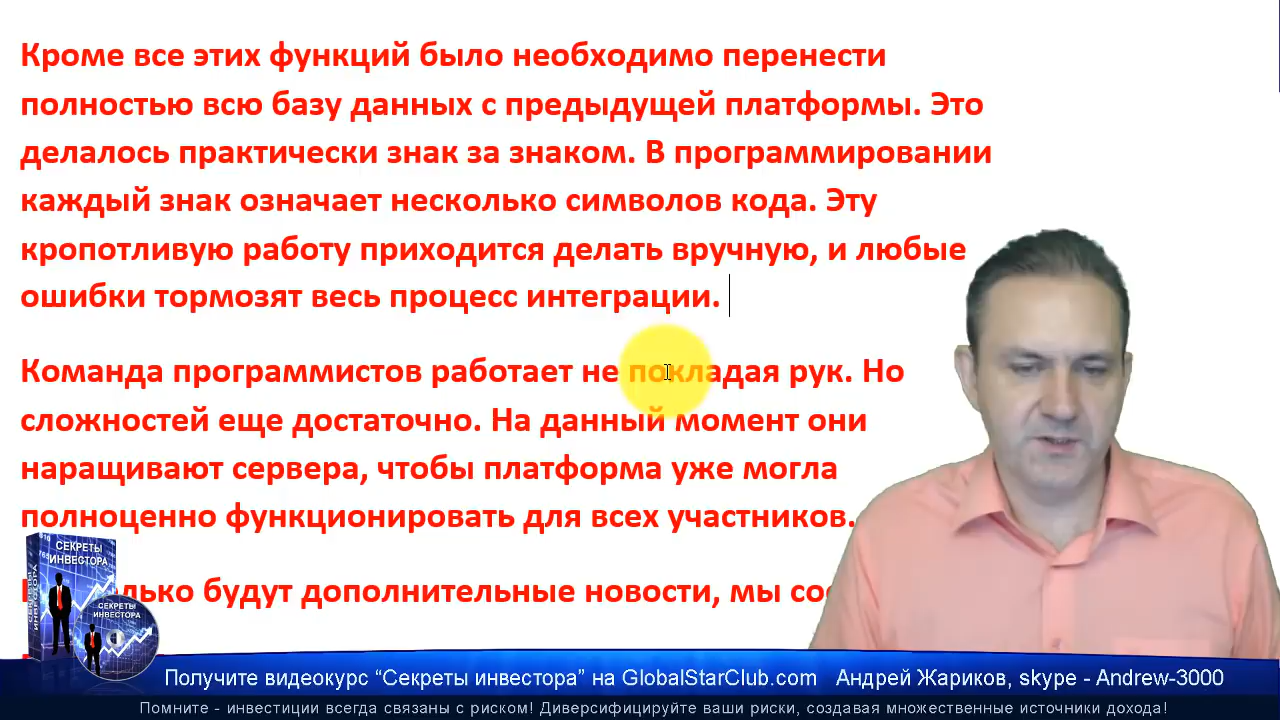 Кроме все этих функций было необходимо перенести
полностью всю базу данных с предыдущей платформы. Это
делалось практически знак за знаком. В программировании
каждый знак означает несколько символов кода. Эту
кропотливую работу приходится делать вручную, и любые
ошибки тормозят весь процесс интеграции.
Команда программистов работает не покладая рук. Но
сложностей еще достаточно. На данный момент они
наращивают сервера, чтобы платформа уже могла
полноценно функционировать для всех участников.
будут дополнительные новости, мы
СЕКРЕТЫ
ИНВЕСТОРА
СЕКРЕТЫ
ИНВЕСТОРА
Получите видеокурс “Секреты инвестора” на GlobalStarClub.com Андрей Жариков, skype - Andrew-3000
Помните - инвестиции всегда связаны с риском! Диверсифицируйте ваши риски, создавая множественные источники дохода!